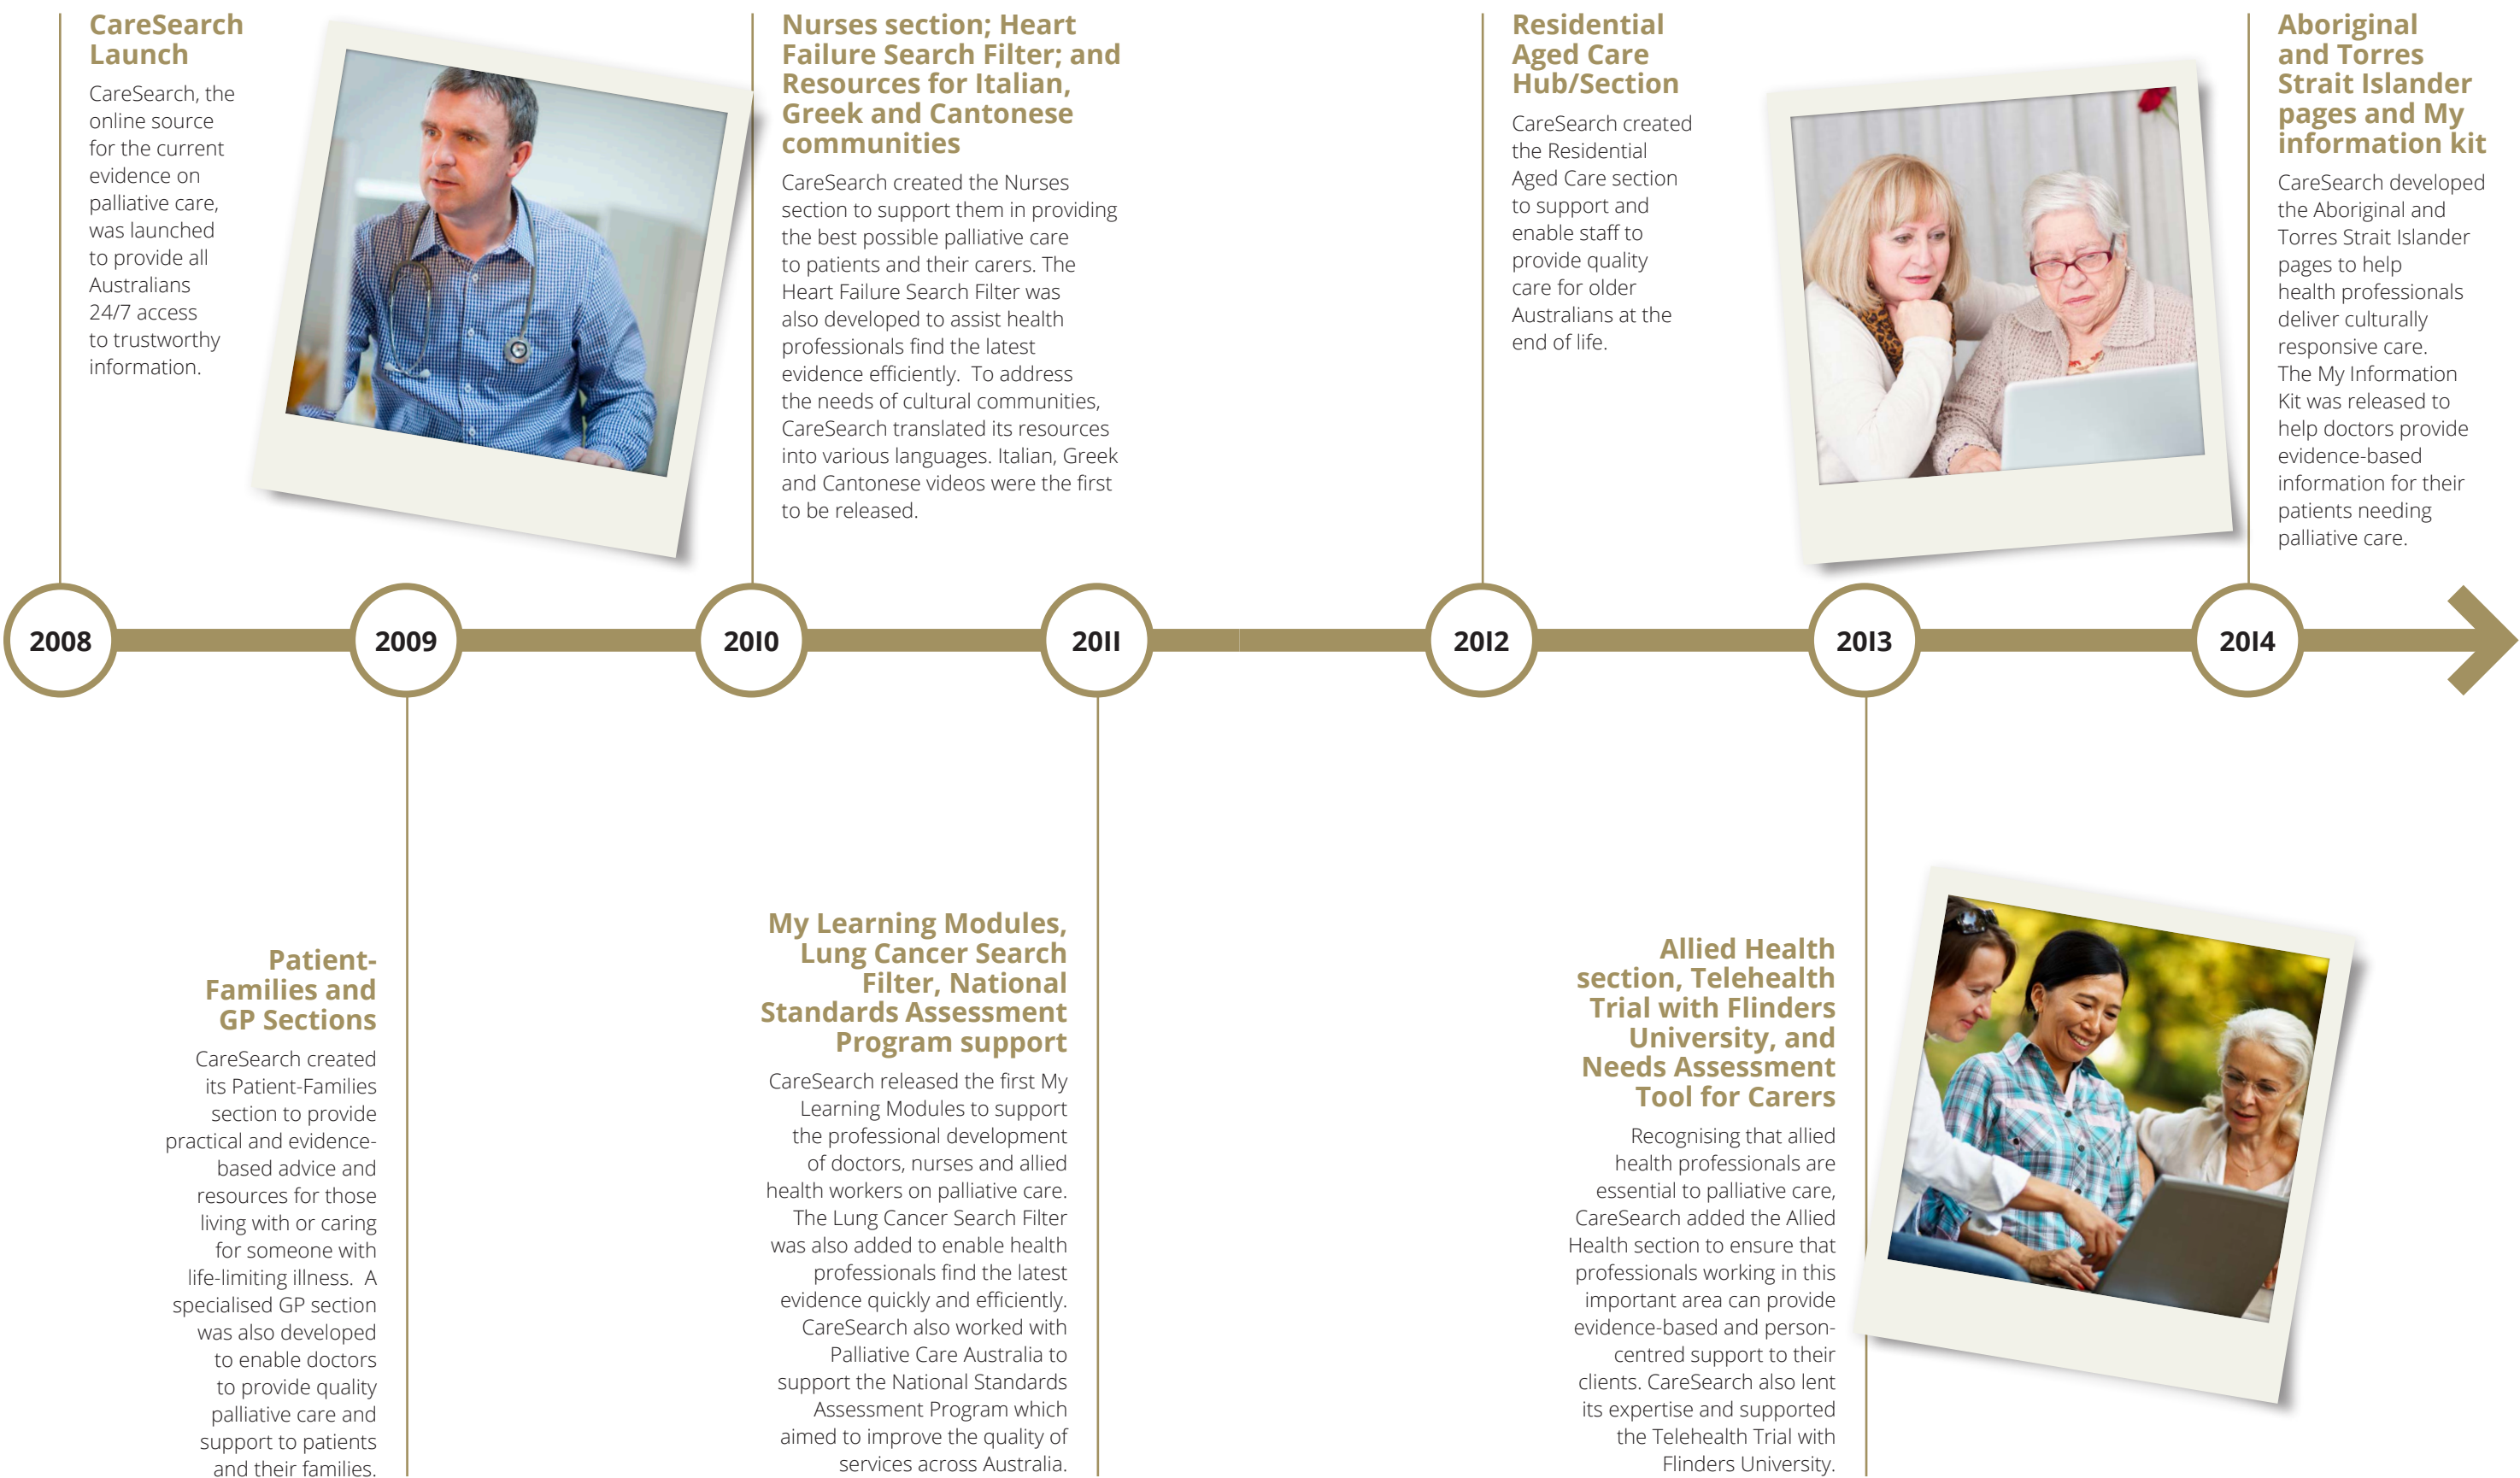 CareSearch
Launch
CareSearch, the
online source
for the current
evidence on
palliative care,
was launched
to provide all
Australians
24/7 access
to trustworthy
information.
Nurses section; Heart
Failure Search Filter; and
Resources for Italian,
Greek and Cantonese
communities
CareSearch created the Nurses
section to support them in providing
the best possible palliative care
to patients and their carers. The
Heart Failure Search Filter was
also developed to assist health
professionals find the latest
evidence efficiently.  To address
the needs of cultural communities,
CareSearch translated its resources
into various languages. Italian, Greek
and Cantonese videos were the first
to be released.
Residential
Aged Care
Hub/Section
CareSearch created
the Residential
Aged Care section
to support and
enable staff to
provide quality
care for older
Australians at the
end of life.
Aboriginal
and Torres
Strait Islander
pages and My
information kit
CareSearch developed
the Aboriginal and
Torres Strait Islander
pages to help
health professionals
deliver culturally
responsive care.
The My Information
Kit was released to
help doctors provide
evidence-based
information for their
patients needing
palliative care.
2008
2009
2010
2011
2012
2013
2014
Patient-
Families and
GP Sections
CareSearch created
its Patient-Families
section to provide
practical and evidence-
based advice and
resources for those
living with or caring
for someone with
life-limiting illness.  A
specialised GP section
was also developed
to enable doctors
to provide quality
palliative care and
support to patients
and their families.
My Learning Modules,
Lung Cancer Search
Filter, National
Standards Assessment
Program support
CareSearch released the first My
Learning Modules to support
the professional development
of doctors, nurses and allied
health workers on palliative care.
The Lung Cancer Search Filter
was also added to enable health
professionals find the latest
evidence quickly and efficiently.
CareSearch also worked with
Palliative Care Australia to
support the National Standards
Assessment Program which
aimed to improve the quality of
services across Australia.
Allied Health
section, Telehealth
Trial with Flinders
University, and
Needs Assessment
Tool for Carers
Recognising that allied
health professionals are
essential to palliative care,
CareSearch added the Allied
Health section to ensure that
professionals working in this
important area can provide
evidence-based and person-
centred support to their
clients. CareSearch also lent
its expertise and supported
the Telehealth Trial with
Flinders University.